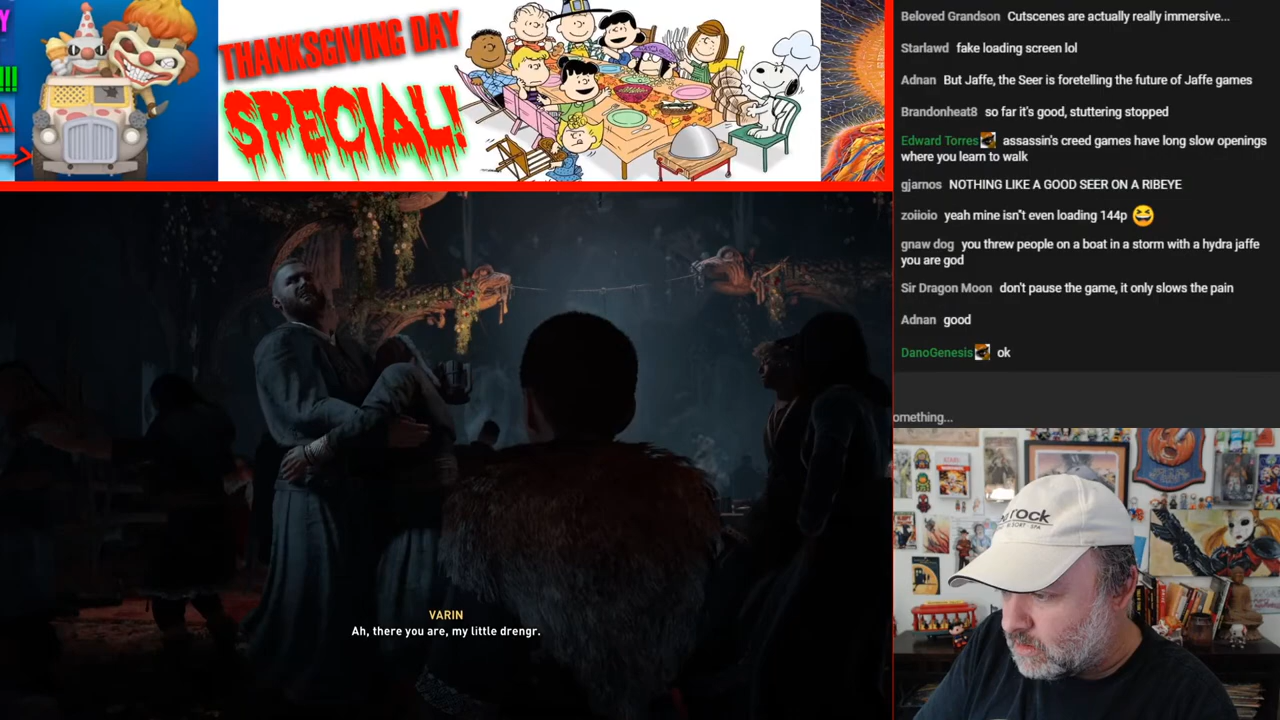 Y
!!!
THANKSGIVING DAY
SPECIAL!
Beloved Grandson Cutscenes are actually really immersive...
Starlawd fake loading screen lol
Adnan But Jaffe, the Seer is foretelling the future of Jaffe games
Brandonheat8 so far it's good, stuttering stopped
Edward Torres assassin's creed games have long slow openings
where you learn to walk
gjamos NOTHING LIKE A GOOD SEER ON A RIBEYE
zoiioio yeah mine isn't even loading 144p
gnaw dog you threw people on a boat in a storm with a hydra jaffe
you are god
Sir Dragon Moon don't pause the game, it only slows the pain
Adnan good
DanoGenesis ok
omething...
rock
VARIN
Ah, there you are, my little drengr.